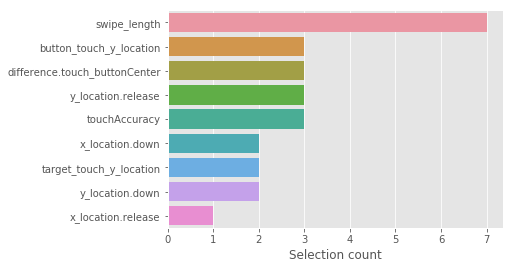 swipe_length
button_touch_y_location
difference.touch_buttonCenter
y_location.release
touchAccuracy
x_location.down
target_touch_y_location
y_location.down
x_location.release
0 1 2 3 4 5 6 7
Selection count